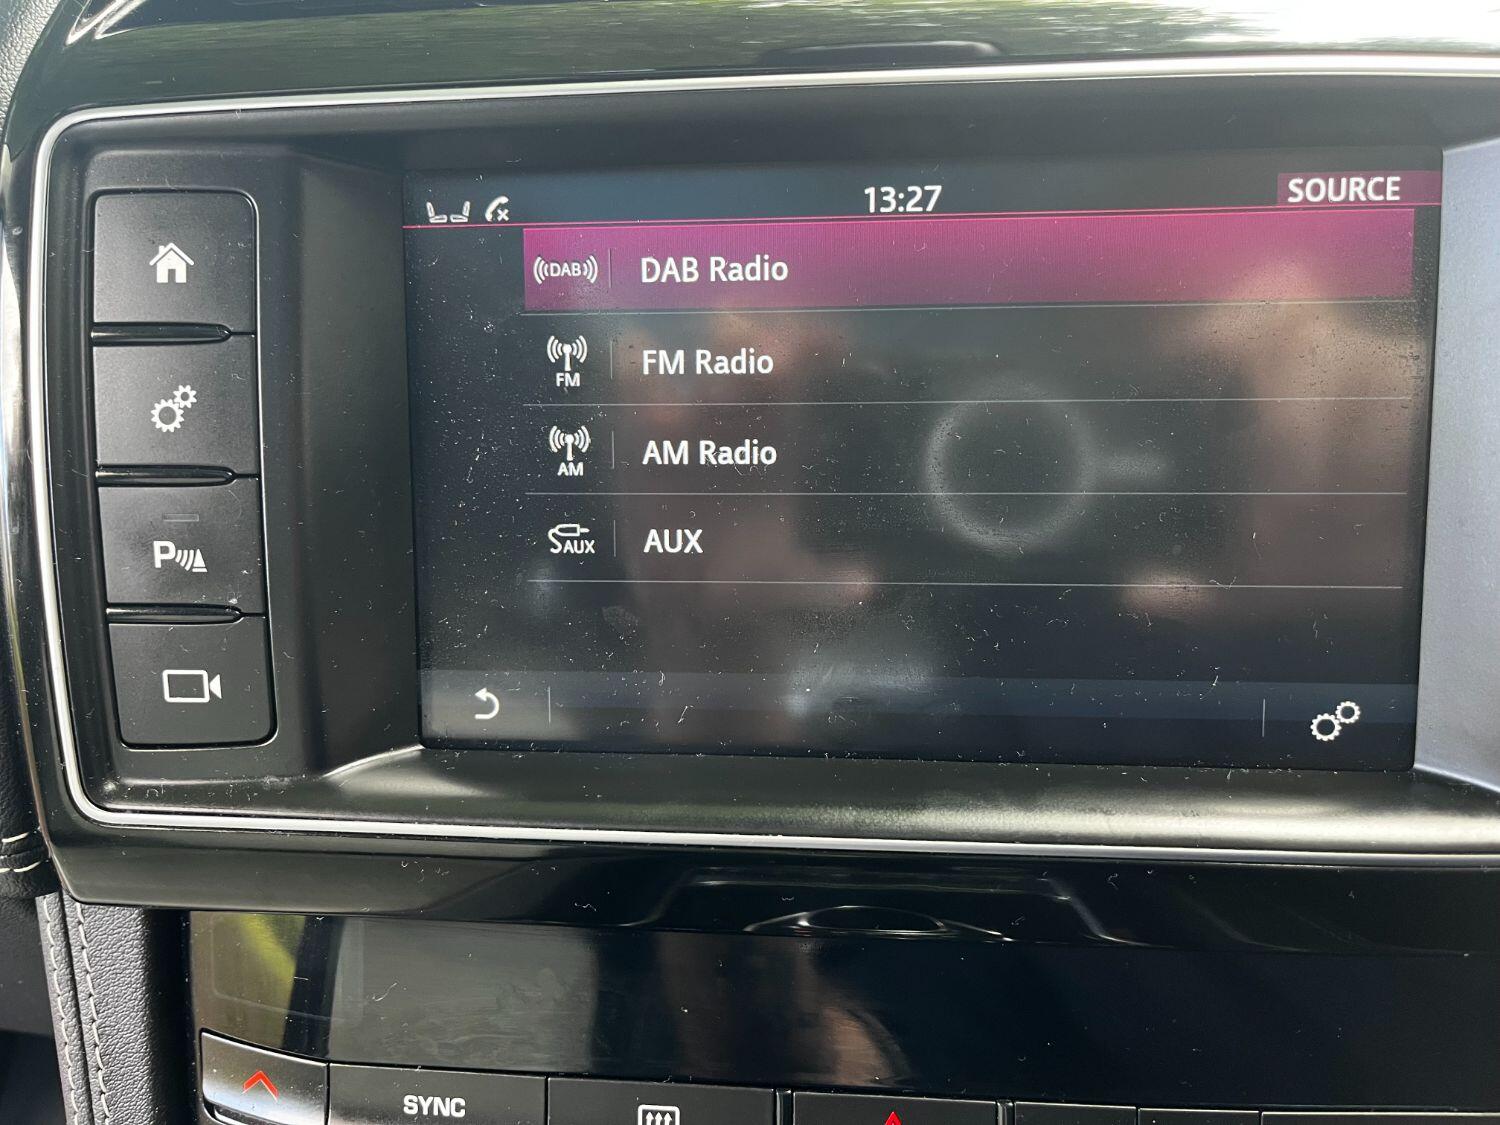 13:27
SOURCE
DAB
DAB Radio
FM
FM Radio
AM
AM Radio
AUX
AUX
P
SYNC